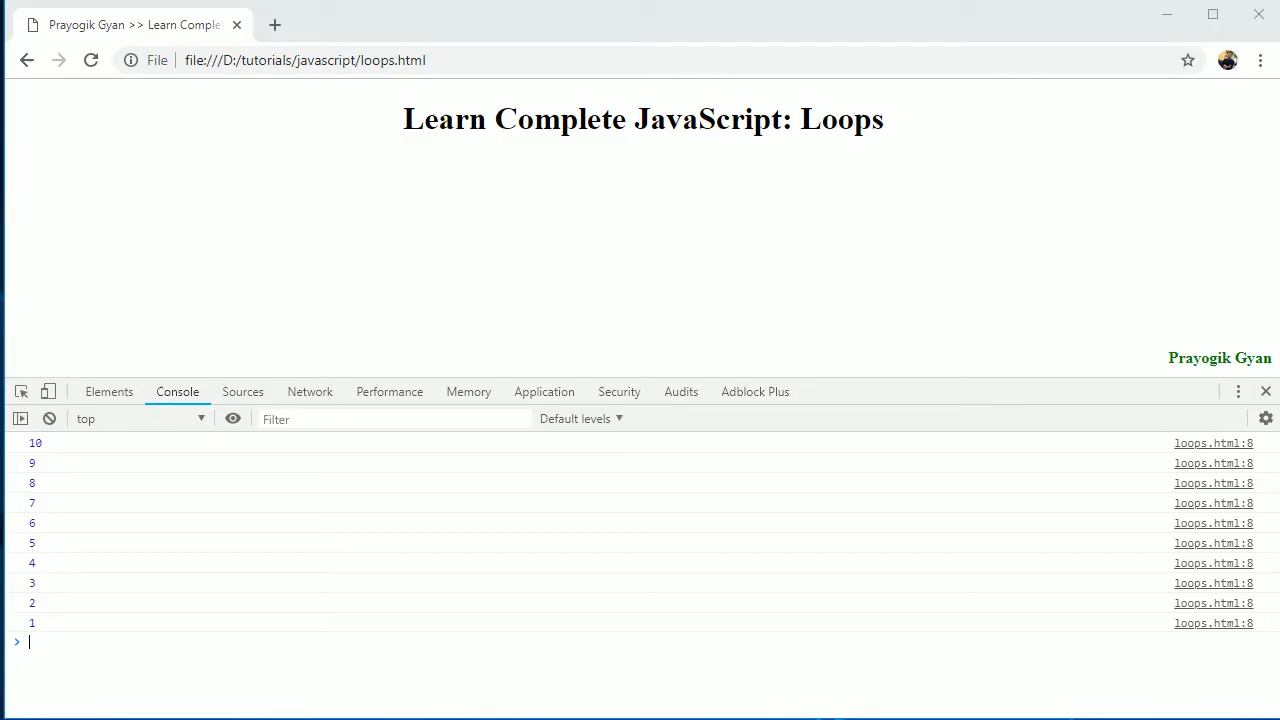 Prayogik Gyan >> Learn Comple
File file:///D:/tutorials/javascript/loops.html
Learn Complete JavaScript: Loops
Prayogik Gyan
Elements Console Sources Network Performance Memory Application Security Audits Adblock Plus
top Filter Default levels
10 loops.html:8
9 loops.html:8
8 loops.html:8
7 loops.html:8
6 loops.html:8
5 loops.html:8
4 loops.html:8
3 loops.html:8
2 loops.html:8
1 loops.html:8